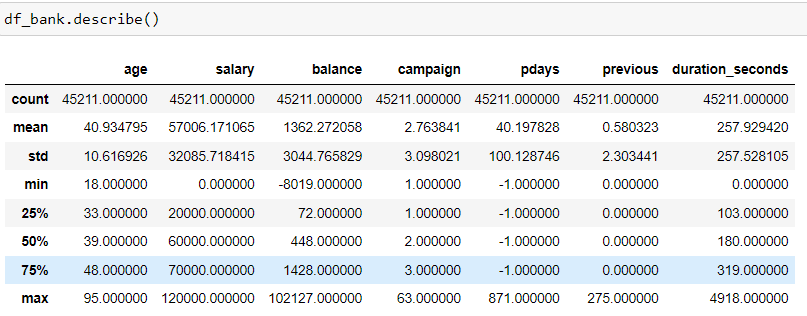 df_bank.describe()
age salary balance campaign pdays previous duration_seconds
count 45211.000000 45211.000000 45211.000000 45211.000000 45211.000000 45211.000000 45211.000000
mean 40.934795 57006.171065 1362.272058 2.763841 40.197828 0.580323 257.929420
std 10.616926 32085.718415 3044.765829 3.098021 100.128746 2.303441 257.528105
min 18.000000 0.000000 -8019.000000 1.000000 -1.000000 0.000000 0.000000
25% 33.000000 20000.000000 72.000000 1.000000 -1.000000 0.000000 103.000000
50% 39.000000 60000.000000 448.000000 2.000000 -1.000000 0.000000 180.000000
75% 48.000000 70000.000000 1428.000000 3.000000 -1.000000 0.000000 319.000000
max 95.000000 120000.000000 102127.000000 63.000000 871.000000 275.000000 4918.000000